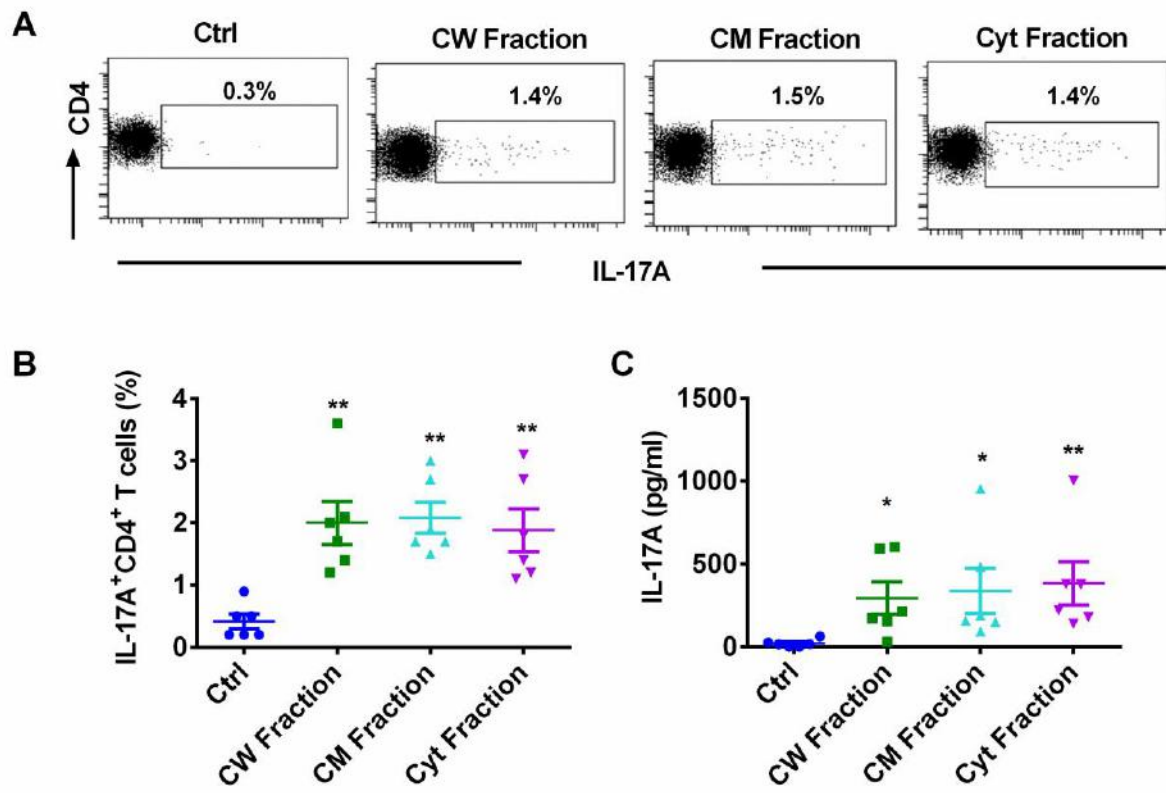 A
Ctrl
CW Fraction
CM Fraction
Cyt Fraction
CD4
0.3%
1.4%
1.5%
1.4%
IL-17A
B
IL-17A⁺CD4⁺ T cells (%)
4
3
2
1
0
**
**
**
Ctrl
CW Fraction
CM Fraction
Cyt Fraction
C
IL-17A (pg/ml)
1500
1000
500
0
*
*
**
Ctrl
CW Fraction
CM Fraction
Cyt Fraction